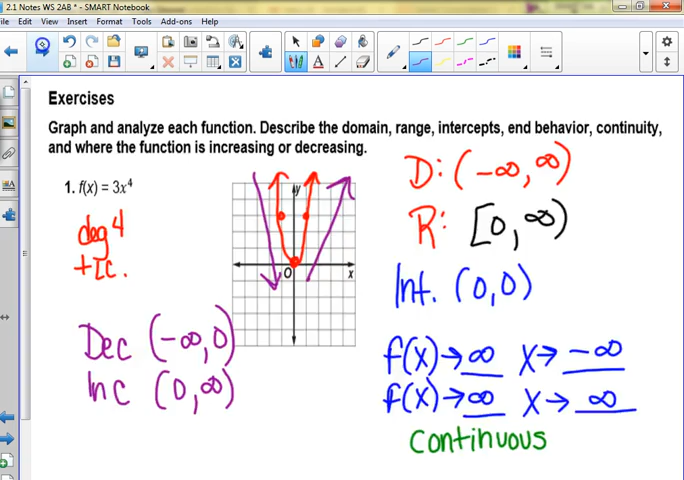 2.1 Notes WS 2AB * - SMART Notebook
Edit View Insert Format Tools Add-ons Help
Exercises
Graph and analyze each function. Describe the domain, range, intercepts, end behavior, continuity,
and where the function is increasing or decreasing.
1. f(x) = 3x⁴
deg 4
+LC.
y
O
x
Dec (-∞, 0)
Inc (0, ∞)
D: (-∞, ∞)
R: [0, ∞)
Int. (0,0)
f(x)→∞ x→-∞
f(x)→∞ x→∞
continuous